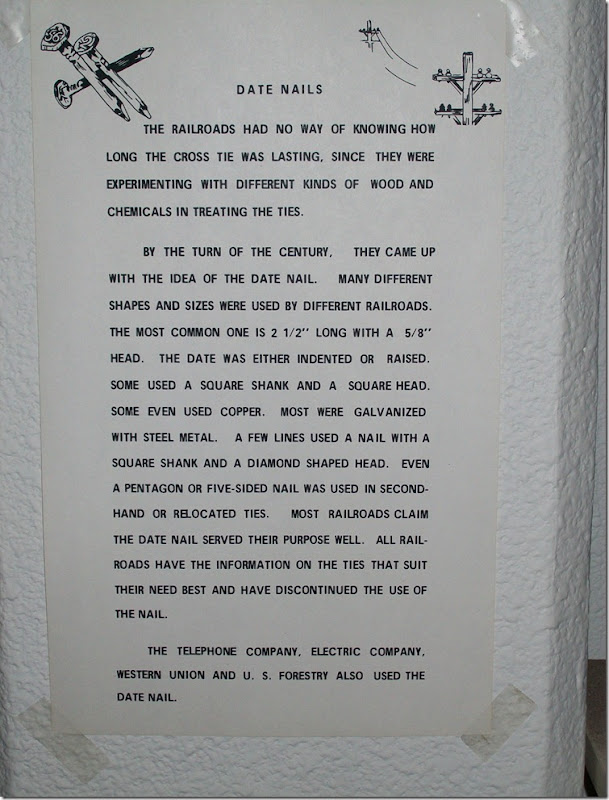 DATE NAILS
THE RAILROADS HAD NO WAY OF KNOWING HOW
LONG THE CROSS TIE WAS LASTING, SINCE THEY WERE
EXPERIMENTING WITH DIFFERENT KINDS OF WOOD AND
CHEMICALS IN TREATING THE TIES.
BY THE TURN OF THE CENTURY, THEY CAME UP
WITH THE IDEA OF THE DATE NAIL. MANY DIFFERENT
SHAPES AND SIZES WERE USED BY DIFFERENT RAILROADS.
THE MOST COMMON ONE IS 2 1/2" LONG WITH A 5/8"
HEAD. THE DATE WAS EITHER INDENTED OR RAISED.
SOME USED A SQUARE SHANK AND A SQUARE HEAD.
SOME EVEN USED COPPER. MOST WERE GALVANIZED
WITH STEEL METAL. A FEW LINES USED A NAIL WITH A
SQUARE SHANK AND A DIAMOND SHAPED HEAD. EVEN
A PENTAGON OR FIVE-SIDED NAIL WAS USED IN SECOND-
HAND OR RELOCATED TIES. MOST RAILROADS CLAIM
THE DATE NAIL SERVED THEIR PURPOSE WELL. ALL RAIL-
ROADS HAVE THE INFORMATION ON THE TIES THAT SUIT
THEIR NEED BEST AND HAVE DISCONTINUED THE USE OF
THE NAIL.
THE TELEPHONE COMPANY, ELECTRIC COMPANY,
WESTERN UNION AND U. S. FORESTRY ALSO USED THE
DATE NAIL.